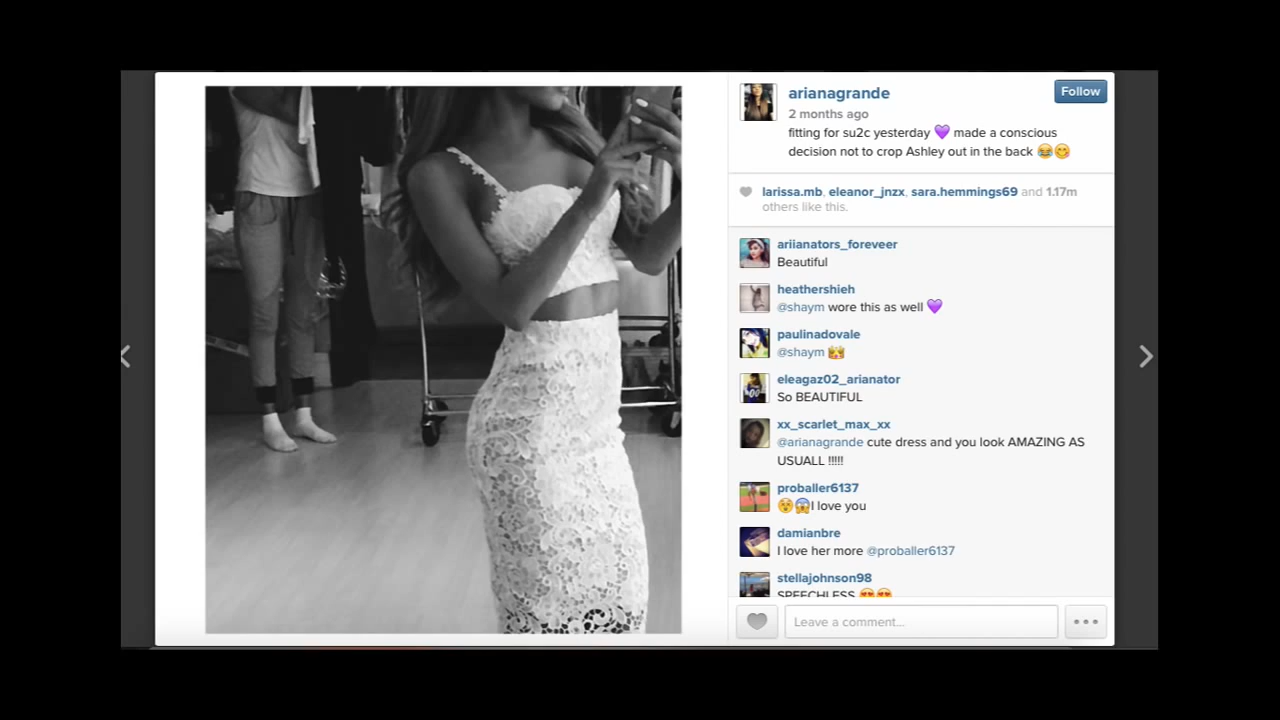 arianagrande
Follow
2 months ago
fitting for su2c yesterday 💜 made a conscious
decision not to crop Ashley out in the back 😂😋
larissa.mb, eleanor_jnzx, sara.hemmings69 and 1.17m
others like this.
ariianators_foreveer
Beautiful
heathershieh
@shaym wore this as well 💜
paulinadovale
@shaym 👸
eleagaz02_arianator
So BEAUTIFUL
xx_scarlet_max_xx
@arianagrande cute dress and you look AMAZING AS
USUALL !!!!!
proballer6137
😚😱I love you
damianbre
I love her more @proballer6137
stellajohnson98
SPEECHLESS 😍😍
Leave a comment...